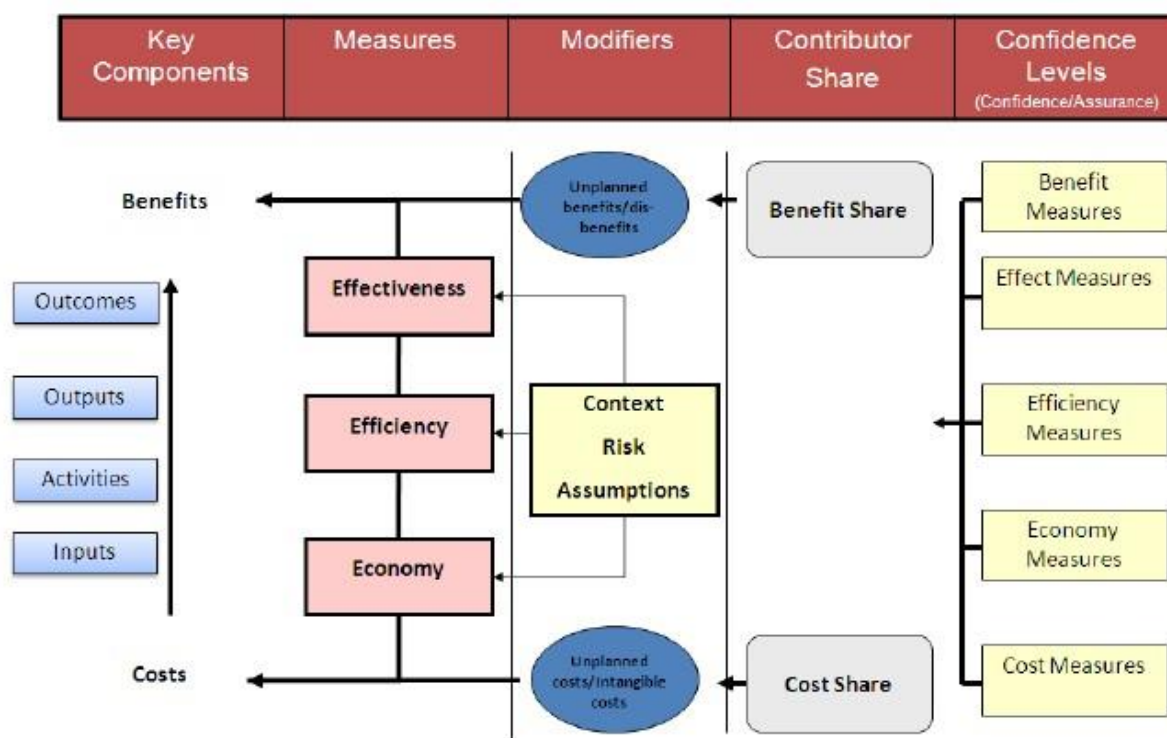 Key
Components
Measures
Modifiers
Contributor
Share
Confidence
Levels
(Confidence/Assurance)
Benefits
Outcomes
Outputs
Activities
Inputs
Costs
Effectiveness
Efficiency
Economy
Unplanned
benefits/dis-
benefits
Context
Risk
Assumptions
Unplanned
costs/intangible
costs
Benefit Share
Cost Share
Benefit
Measures
Effect Measures
Efficiency
Measures
Economy
Measures
Cost Measures